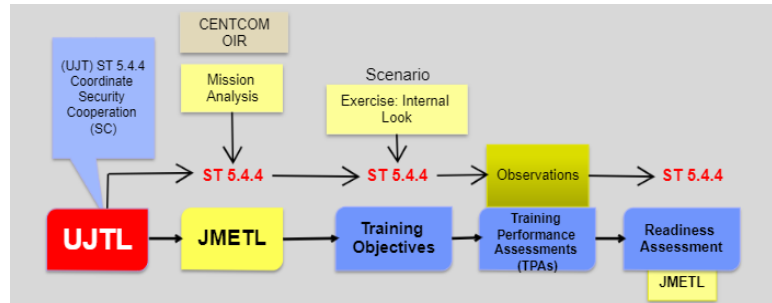 CENTCOM
OIR
(UJT) ST 5.4.4
Coordinate
Security
Cooperation
(SC)
Mission
Analysis
Scenario
Exercise: Internal
Look
ST 5.4.4
ST 5.4.4
Observations
ST 5.4.4
UJTL
JMETL
Training
Objectives
Training
Performance
Assessments
(TPAs)
Readiness
Assessment
JMETL